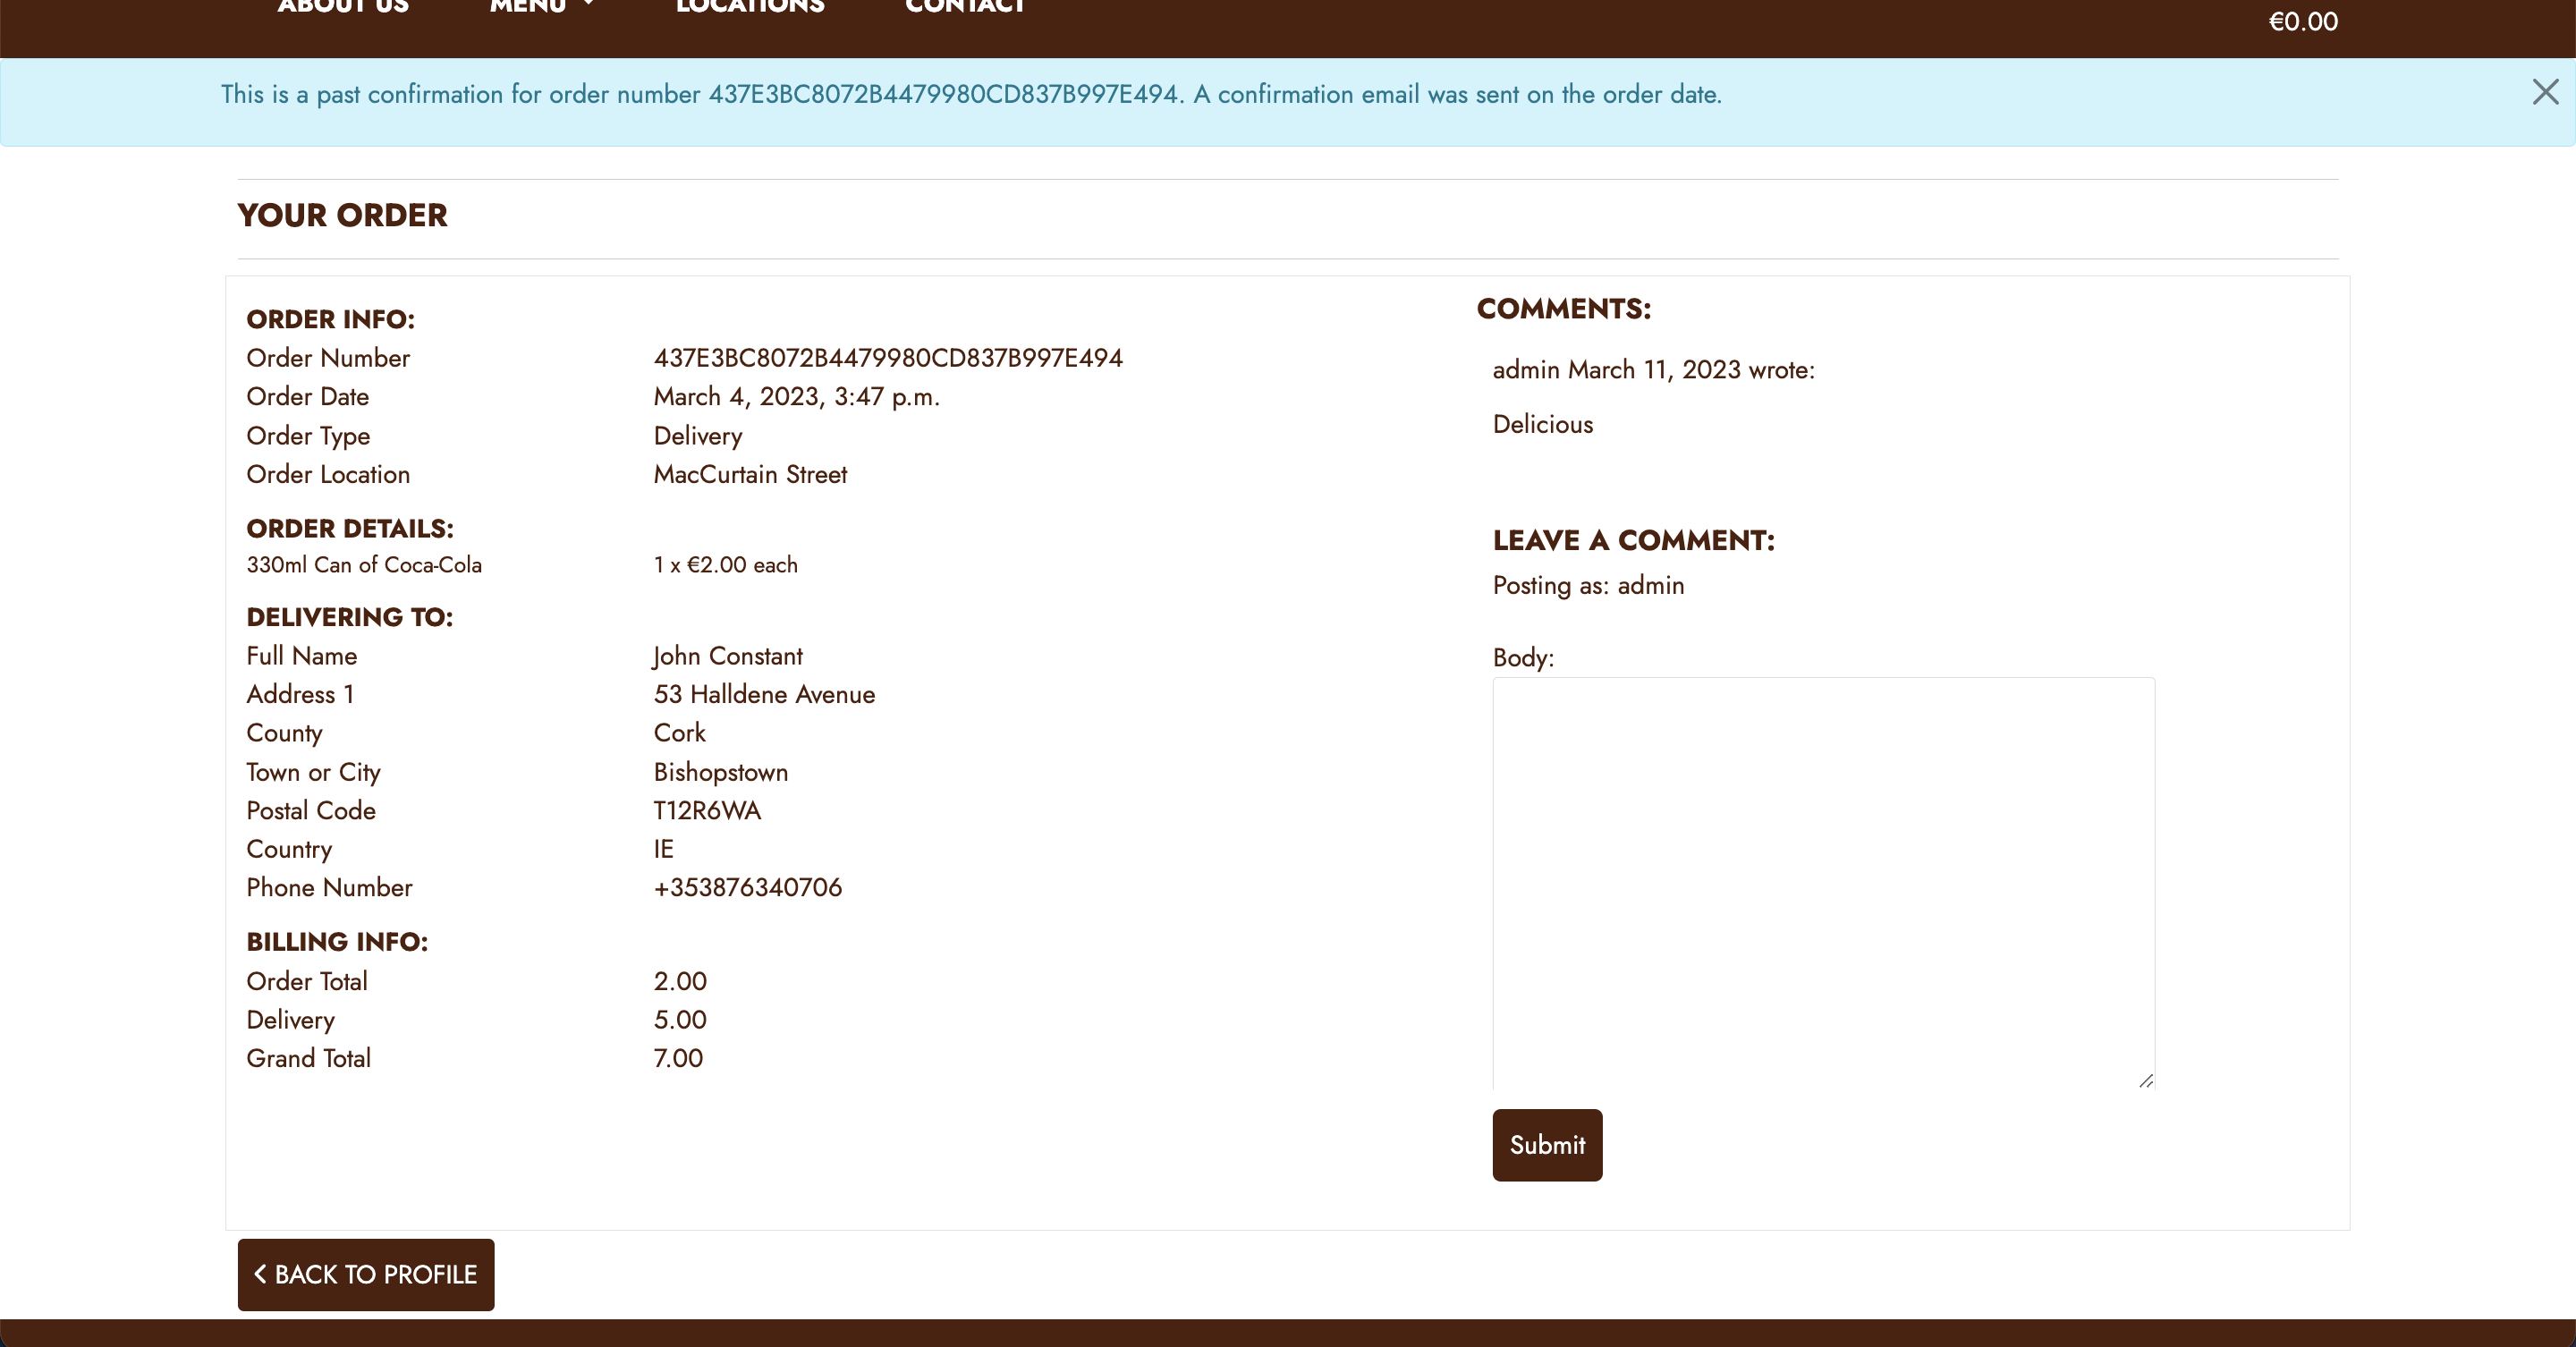 ABOUT US MENU LOCATIONS CONTACT
€0.00
This is a past confirmation for order number 437E3BC8072B4479980CD837B997E494. A confirmation email was sent on the order date.
YOUR ORDER
ORDER INFO:
Order Number 437E3BC8072B4479980CD837B997E494
Order Date March 4, 2023, 3:47 p.m.
Order Type Delivery
Order Location MacCurtain Street
ORDER DETAILS:
330ml Can of Coca-Cola 1 x €2.00 each
DELIVERING TO:
Full Name John Constant
Address 1 53 Halldene Avenue
County Cork
Town or City Bishopstown
Postal Code T12R6WA
Country IE
Phone Number +353876340706
BILLING INFO:
Order Total 2.00
Delivery 5.00
Grand Total 7.00
COMMENTS:
admin March 11, 2023 wrote:
Delicious
LEAVE A COMMENT:
Posting as: admin
Body:
Submit
BACK TO PROFILE